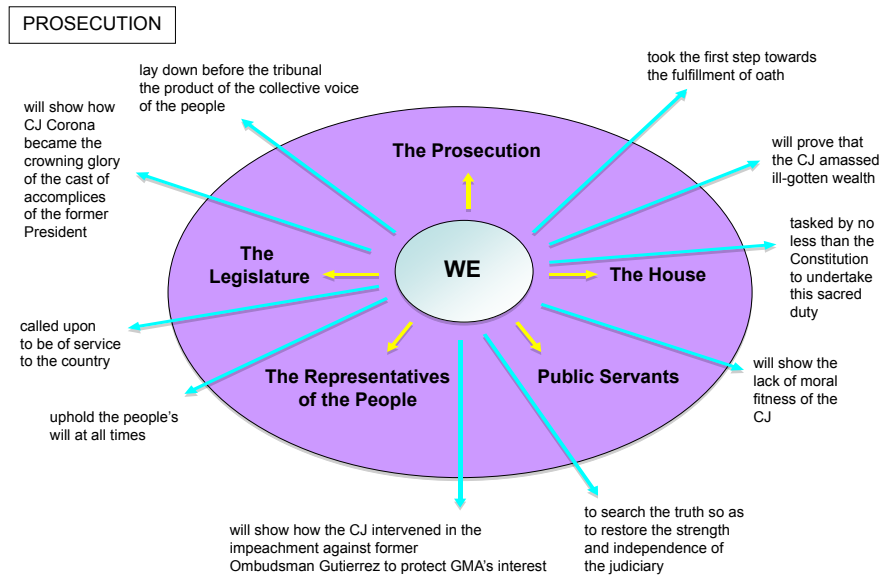 PROSECUTION
lay down before the tribunal
the product of the collective voice
of the people
took the first step towards
the fulfillment of oath
will show how
CJ Corona
became the
crowning glory
of the cast of
accomplices
of the former
President
will prove that
the CJ amassed
ill-gotten wealth
The Prosecution
tasked by no
less than the
Constitution
to undertake
this sacred
duty
The
Legislature
WE
The House
called upon
to be of service
to the country
The Representatives
of the People
Public Servants
will show the
lack of moral
fitness of the
CJ
uphold the people’s
will at all times
will show how the CJ intervened in the
impeachment against former
Ombudsman Gutierrez to protect GMA’s interest
to search the truth so as
to restore the strength
and independence of
the judiciary